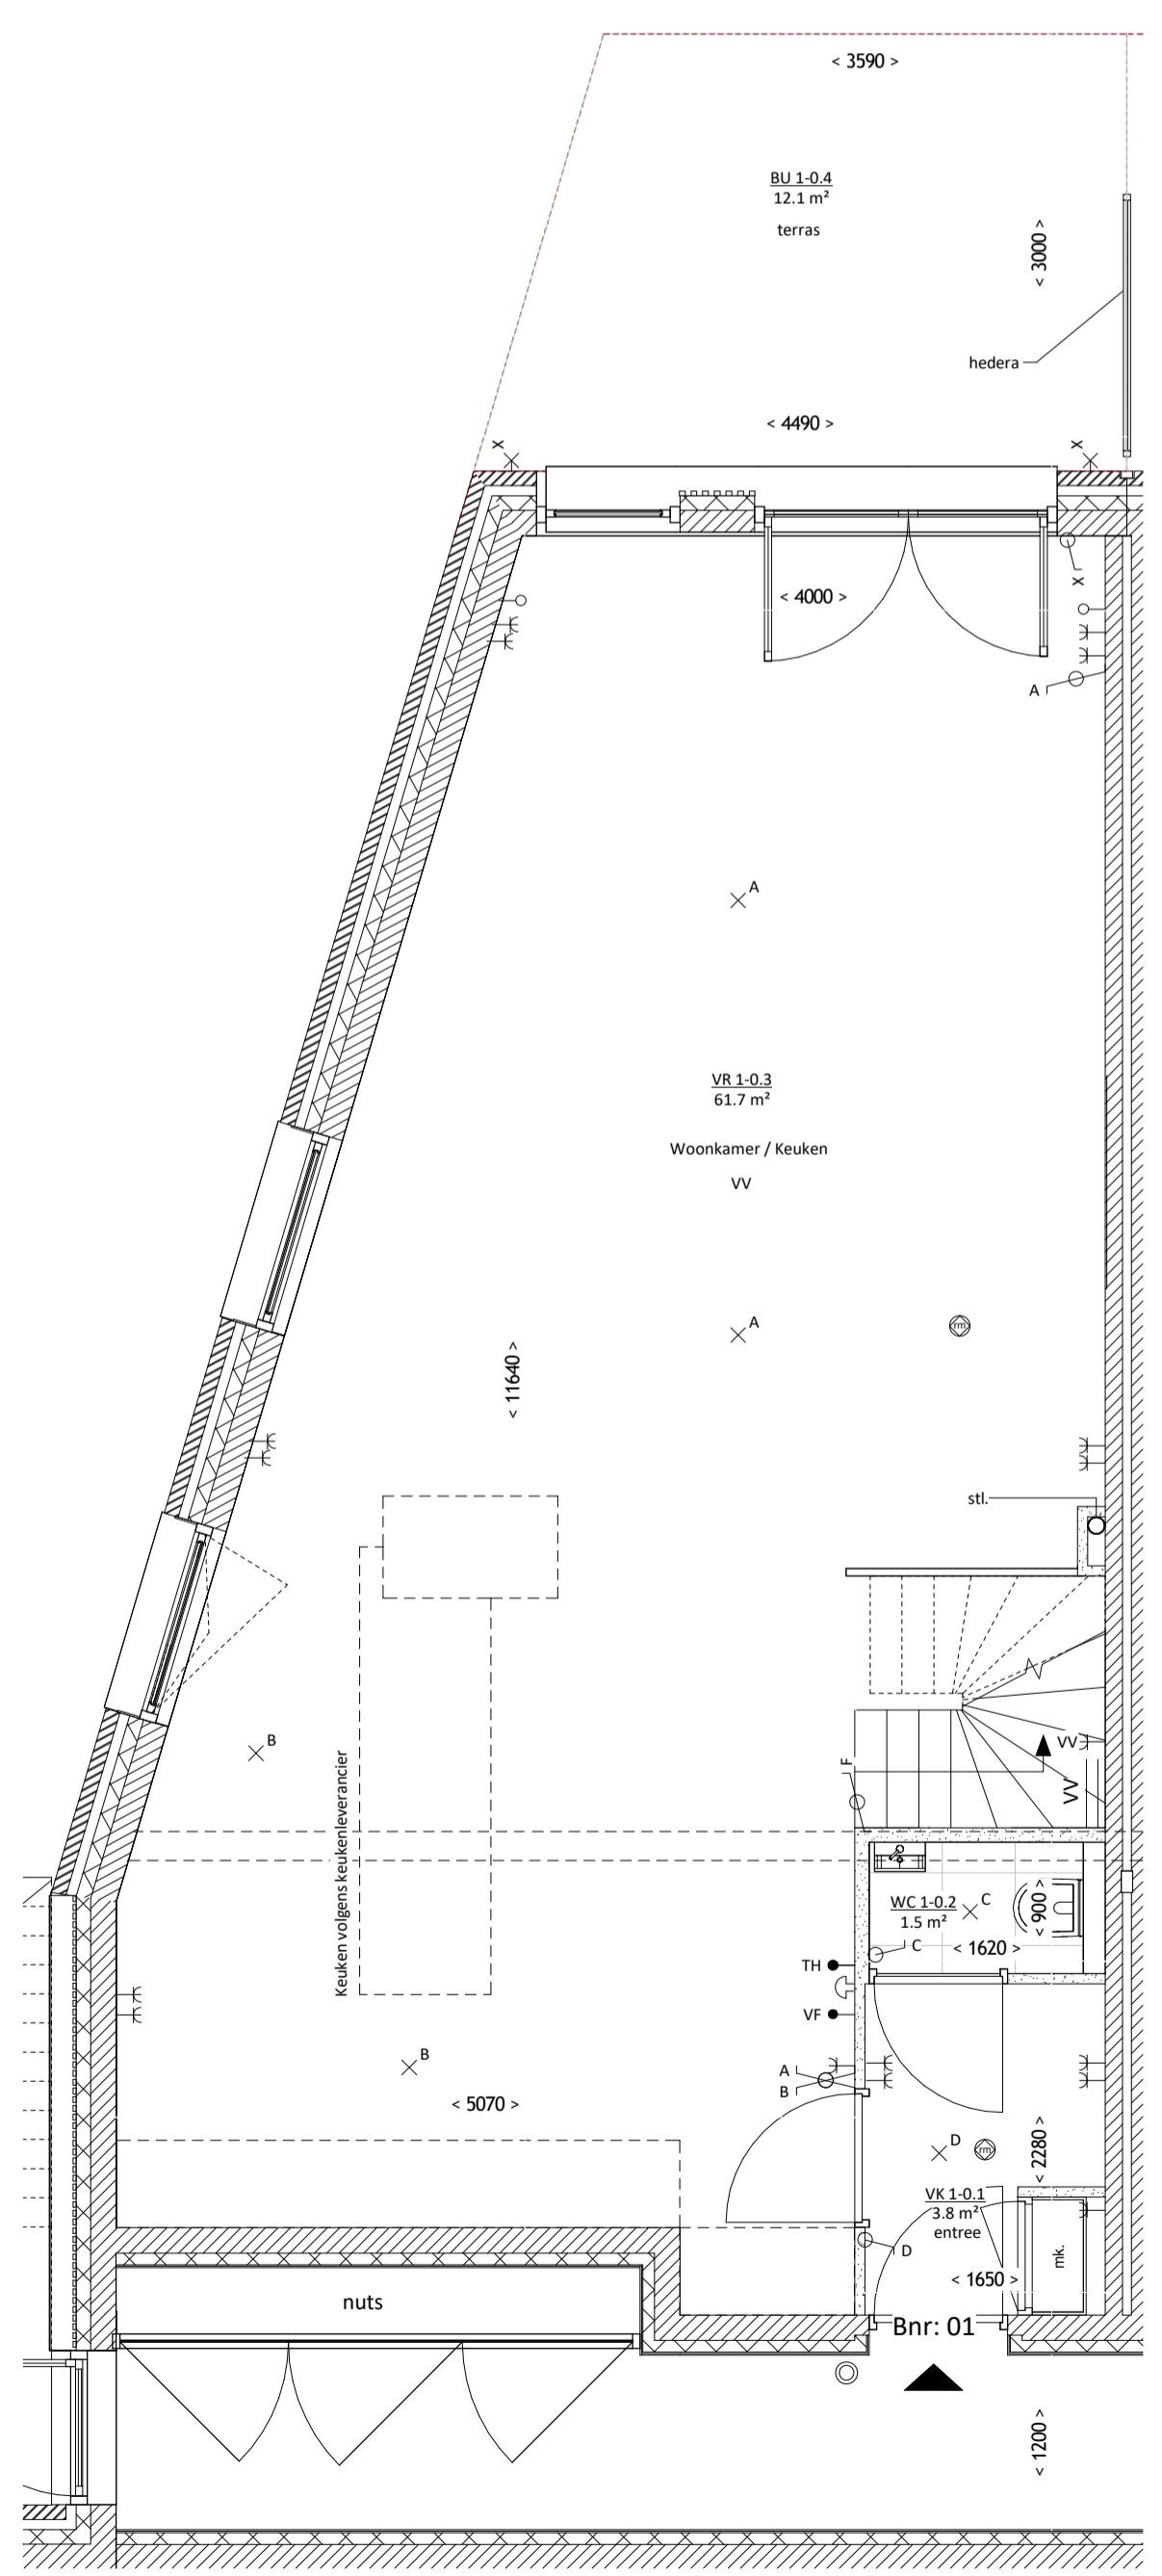 < 3590 >
BU 1-0.4
12.1 m²
terras
< 3000 >
hedera
< 4490 >
X
X
< 4000 >
X
A
A
VR 1-0.3
61.7 m²
Woonkamer / Keuken
VV
A
rm
< 11640 >
stl.
B
Keuken volgens keukenleverancier
F
VV
VV
WC 1-0.2
1.5 m²
C
< 900 >
C
< 1620 >
TH
VF
B
A
B
< 5070 >
D
rm
< 2280 >
VK 1-0.1
3.8 m²
entree
D
mk.
< 1650 >
nuts
Bnr: 01
< 1200 >